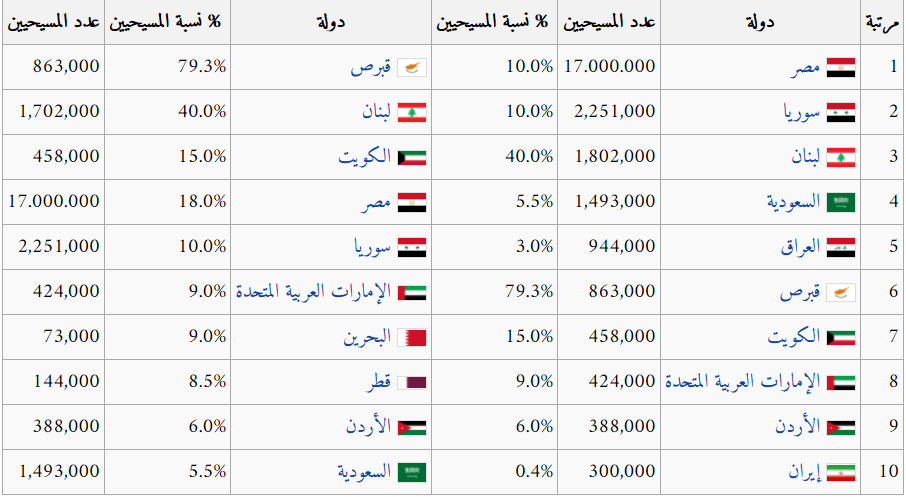 مرتبة دولة عدد المسيحيين % نسبة المسيحيين دولة % نسبة المسيحيين عدد المسيحيين
1 مصر 17.000.000 10.0% قبرص 79.3% 863,000
2 سوريا 2,251,000 10.0% لبنان 40.0% 1,702,000
3 لبنان 1,802,000 40.0% الكويت 15.0% 458,000
4 السعودية 1,493,000 5.5% مصر 18.0% 17.000.000
5 العراق 944,000 3.0% سوريا 10.0% 2,251,000
6 قبرص 863,000 79.3% الإمارات العربية المتحدة 9.0% 424,000
7 الكويت 458,000 15.0% البحرين 9.0% 73,000
8 الإمارات العربية المتحدة 424,000 9.0% قطر 8.5% 144,000
9 الأردن 388,000 6.0% الأردن 6.0% 388,000
10 إيران 300,000 0.4% السعودية 5.5% 1,493,000